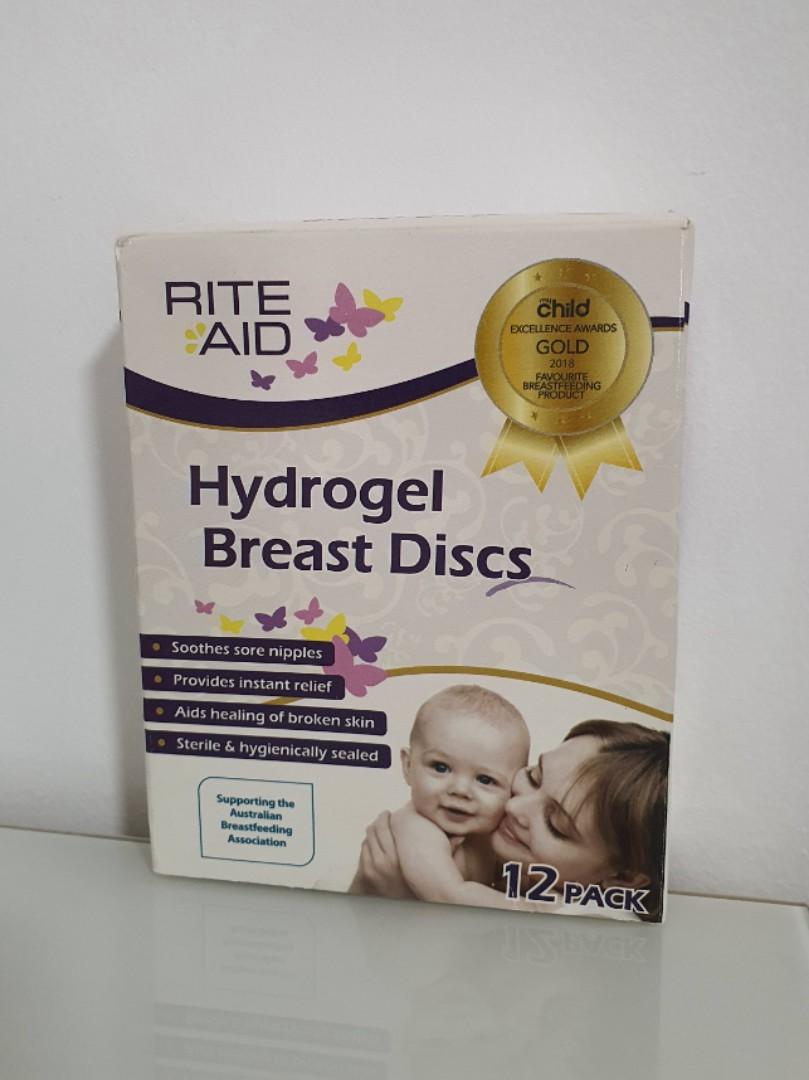 RITE
AID
my
child
EXCELLENCE AWARDS
GOLD
2018
FAVOURITE
BREASTFEEDING
PRODUCT
Hydrogel
Breast Discs
Soothes sore nipples
Provides instant relief
Aids healing of broken skin
Sterile & hygienically sealed
Supporting the
Australian
Breastfeeding
Association
12 PACK